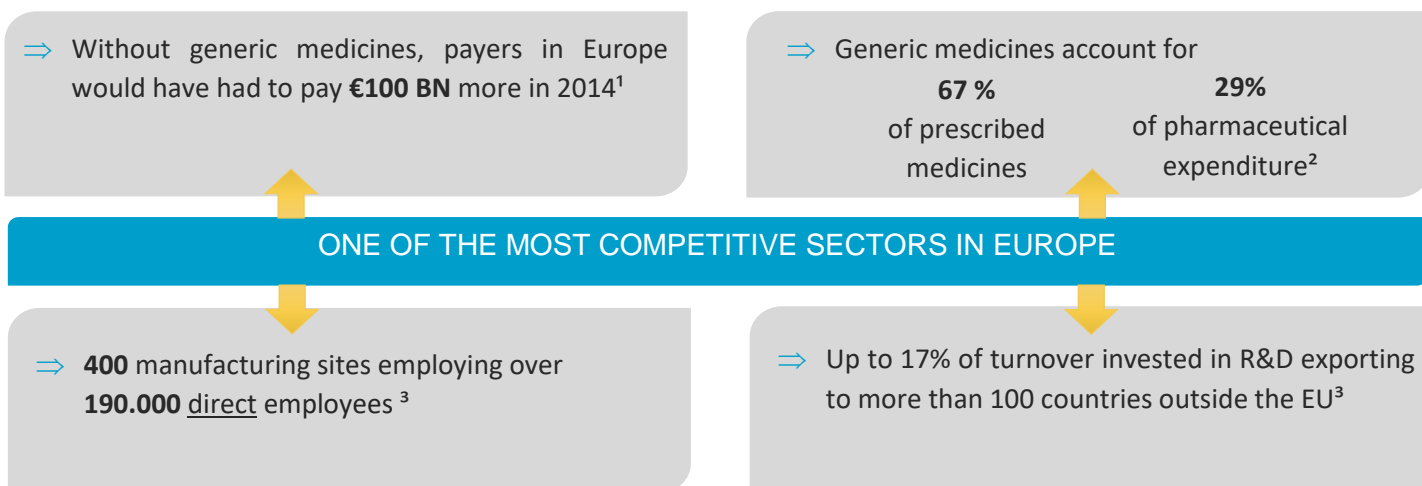 ⇒ Without generic medicines, payers in Europe
would have had to pay €100 BN more in 2014¹
⇒ Generic medicines account for
67 %
of prescribed
medicines
29%
of pharmaceutical
expenditure²
ONE OF THE MOST COMPETITIVE SECTORS IN EUROPE
⇒ 400 manufacturing sites employing over
190.000 direct employees ³
⇒ Up to 17% of turnover invested in R&D exporting
to more than 100 countries outside the EU³